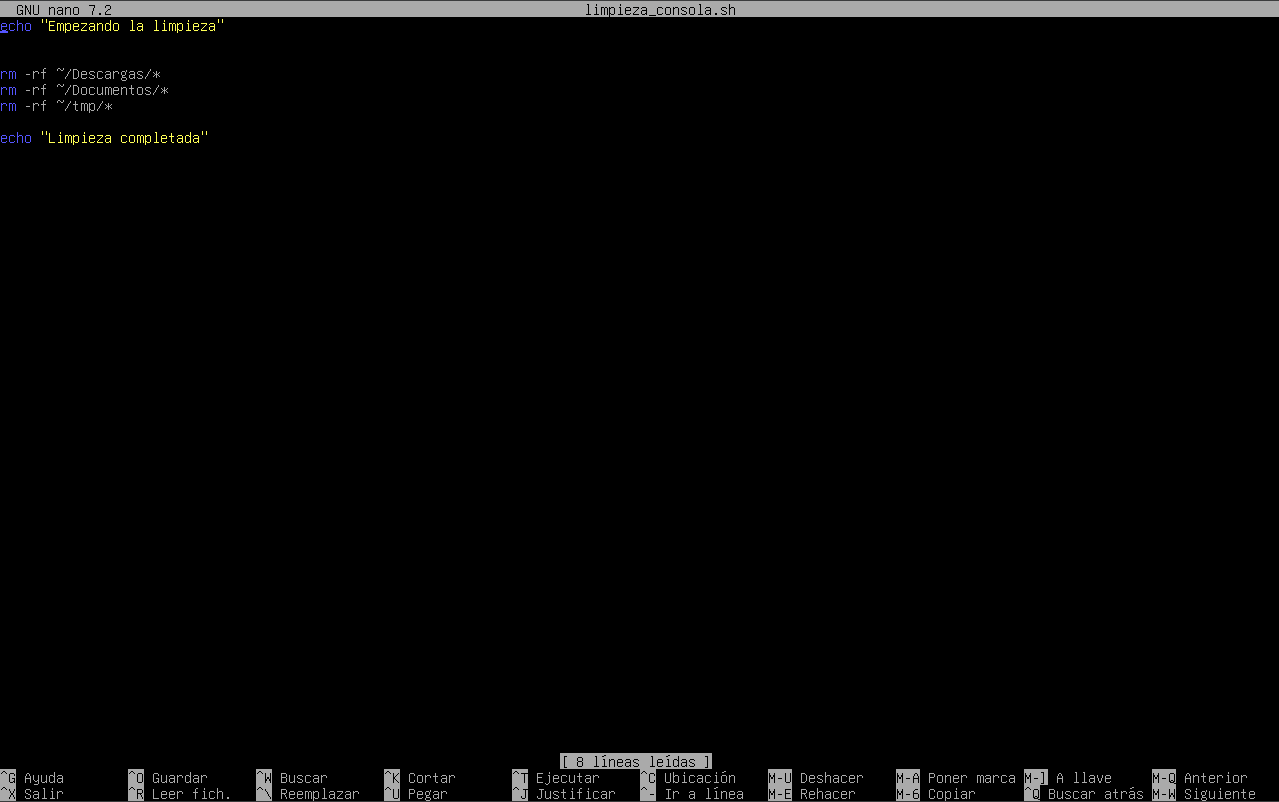 GNU nano 7.2 limpieza_consola.sh
echo "Empezando la limpieza"
rm -rf ~/Descargas/*
rm -rf ~/Documentos/*
rm -rf ~/tmp/*
echo "Limpieza completada"
[ 8 líneas leídas ]
^G Ayuda ^O Guardar ^W Buscar ^K Cortar ^T Ejecutar ^C Ubicación M-U Deshacer M-A Poner marca M-] A llave M-Q Anterior
^X Salir ^R Leer fich. ^\ Reemplazar ^U Pegar ^J Justificar ^- Ir a línea M-E Rehacer M-6 Copiar ^Q Buscar atrás M-W Siguiente